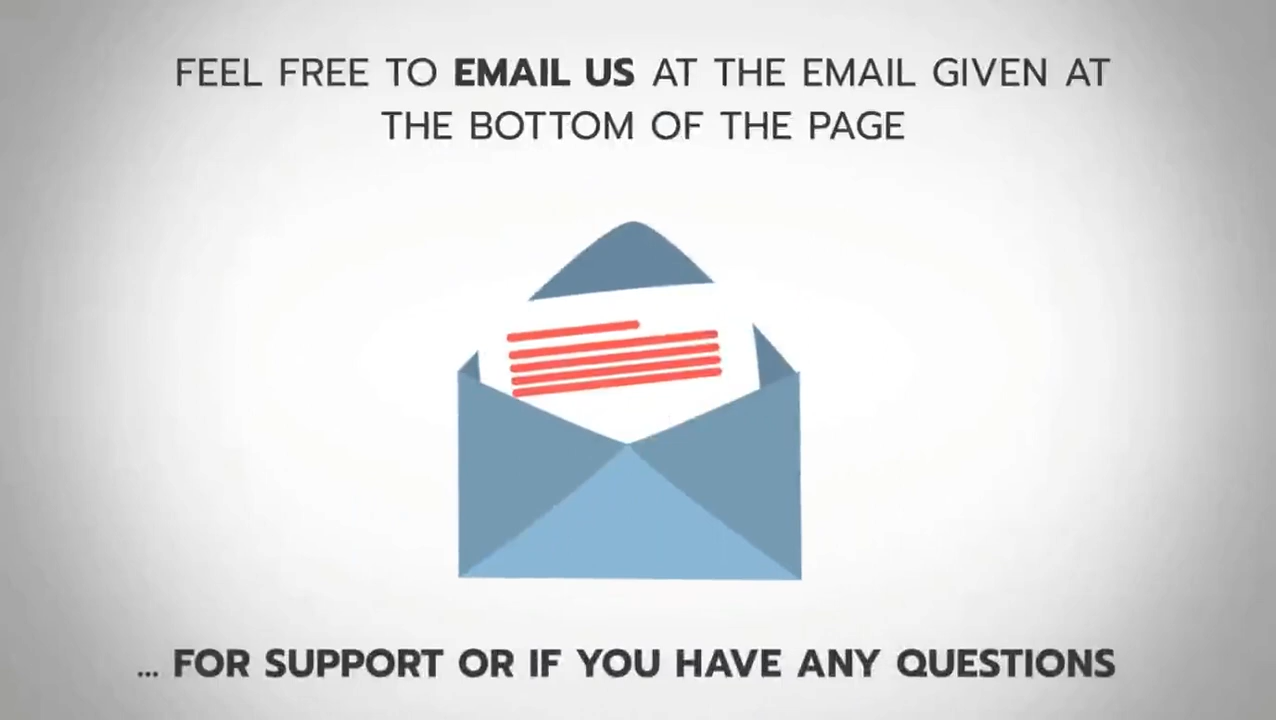 FEEL FREE TO EMAIL US AT THE EMAIL GIVEN AT
THE BOTTOM OF THE PAGE
... FOR SUPPORT OR IF YOU HAVE ANY QUESTIONS